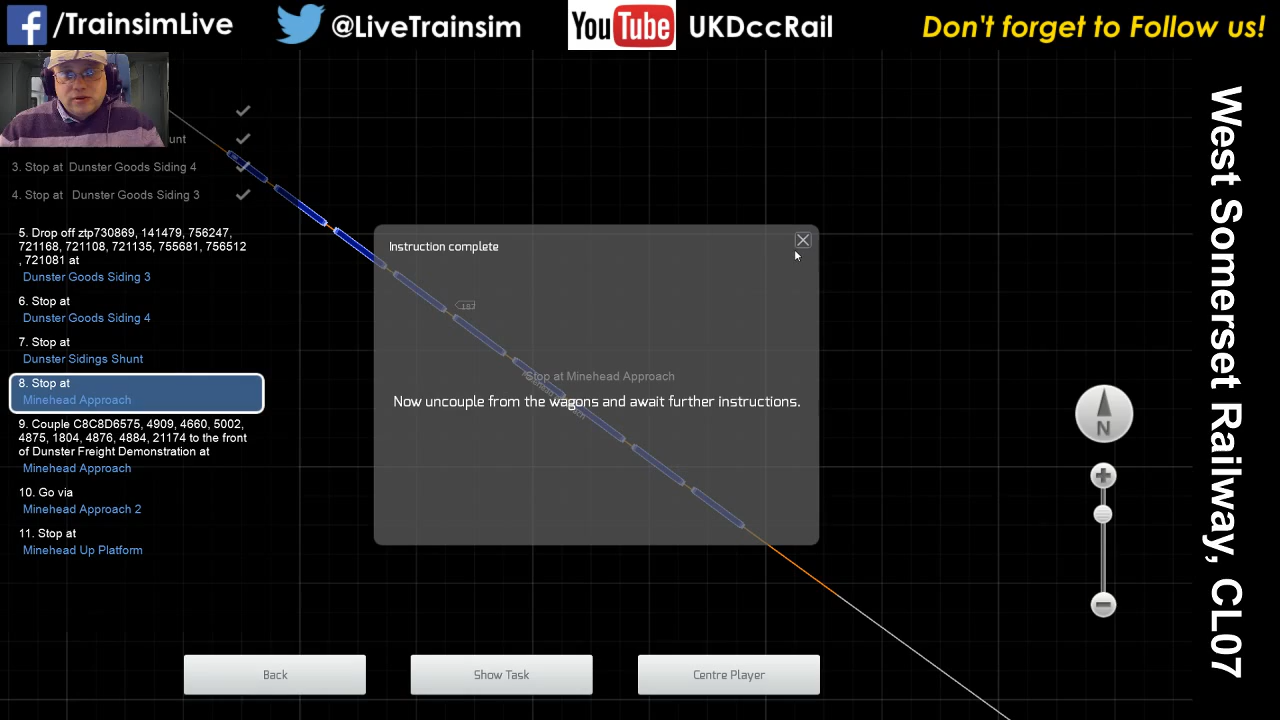 f /TrainsimLive @LiveTrainsim YouTube UKDccRail Don't forget to Follow us!
unt
3. Stop at Dunster Goods Siding 4
4. Stop at Dunster Goods Siding 3
5. Drop off ztp730869, 141479, 756247,
721168, 721108, 721135, 755681, 756512
, 721081 at
Dunster Goods Siding 3
6. Stop at
Dunster Goods Siding 4
7. Stop at
Dunster Sidings Shunt
8. Stop at
Minehead Approach
9. Couple C8C8D6575, 4909, 4660, 5002,
4875, 1804, 4876, 4884, 21174 to the front
of Dunster Freight Demonstration at
Minehead Approach
10. Go via
Minehead Approach 2
11. Stop at
Minehead Up Platform
Instruction complete
Stop at Minehead Approach
Now uncouple from the wagons and await further instructions.
N
Back
Show Task
Centre Player
West Somerset Railway, CL07